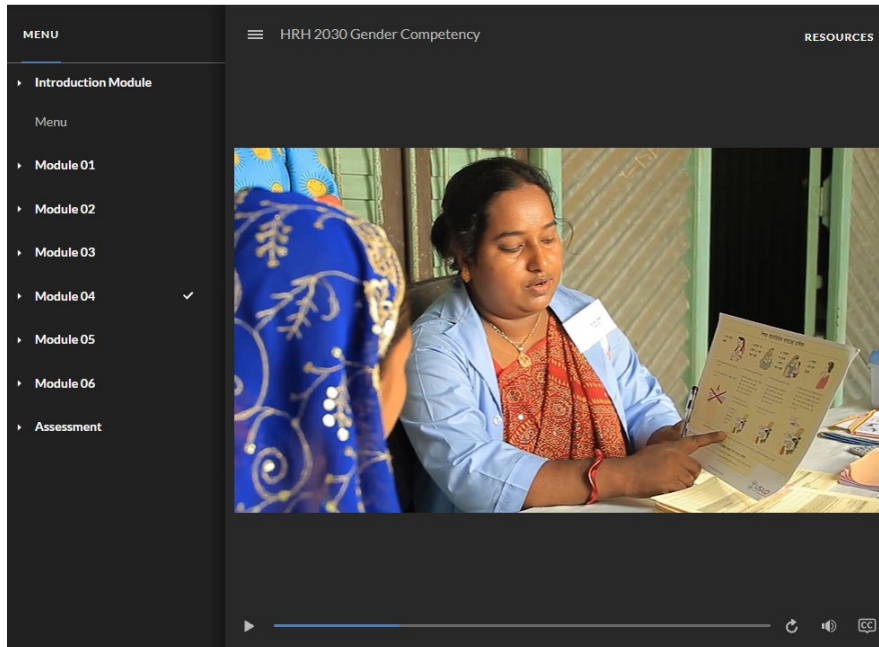 MENU
HRH 2030 Gender Competency
RESOURCES
Introduction Module
Menu
Module 01
Module 02
Module 03
Module 04
Module 05
Module 06
Assessment
CC